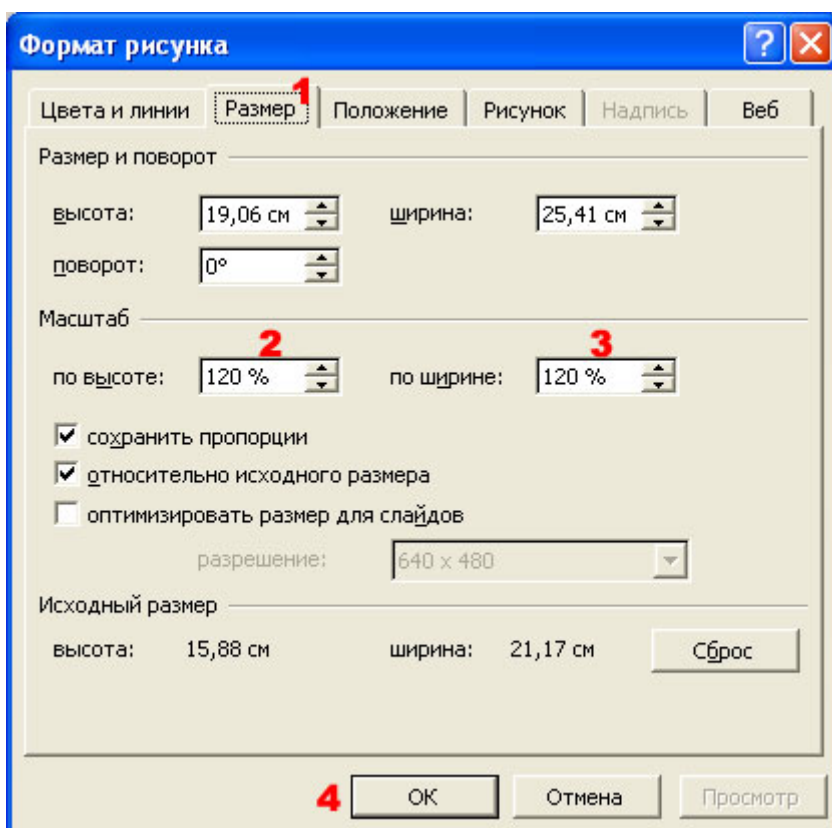 Формат рисунка
1
Цвета и линии Размер Положение Рисунок Надпись Веб
Размер и поворот
высота: 19,06 см ширина: 25,41 см
поворот: 0°
Масштаб
2 3
по высоте: 120 % по ширине: 120 %
сохранить пропорции
относительно исходного размера
оптимизировать размер для слайдов
разрешение: 640 x 480
Исходный размер
высота: 15,88 см ширина: 21,17 см Сброс
4 ОК Отмена Просмотр